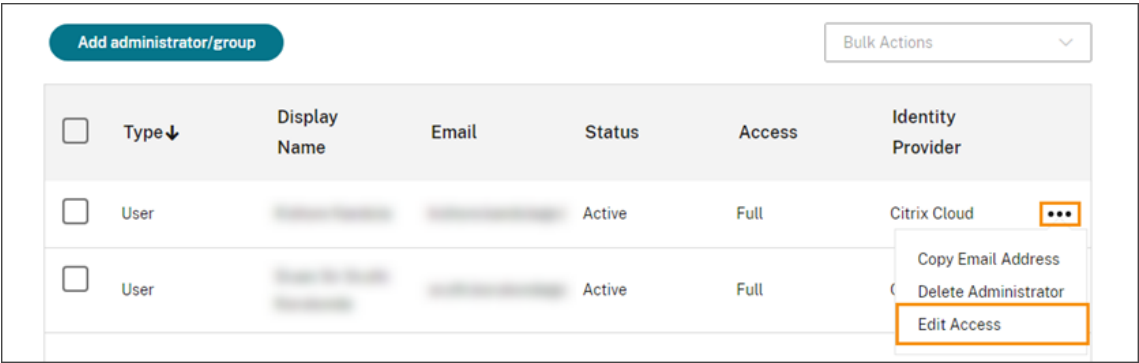 Add administrator/group
Bulk Actions
Type Display Name Email Status Access Identity Provider
User Active Full Citrix Cloud
Copy Email Address
User Active Full
Delete Administrator
Edit Access